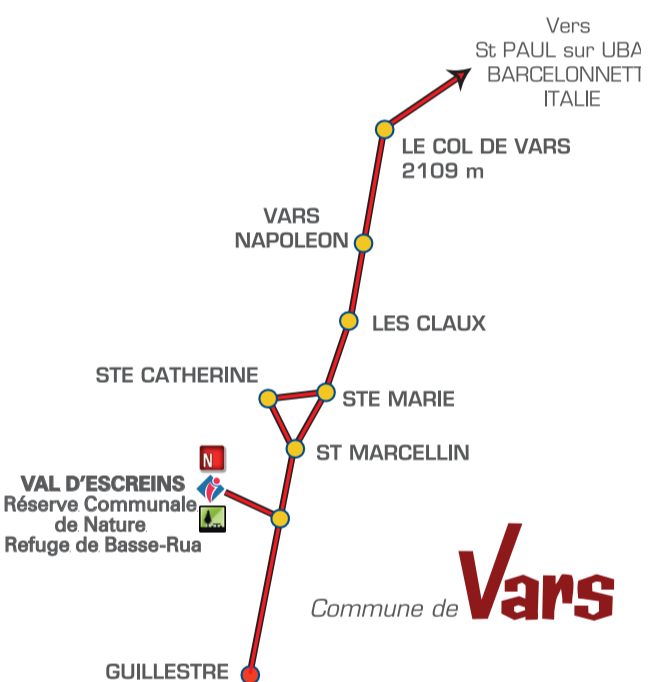 Vers
St PAUL sur UBA
BARCELONNETT
ITALIE
LE COL DE VARS
2109 m
VARS
NAPOLEON
LES CLAUX
STE CATHERINE
STE MARIE
ST MARCELLIN
N
VAL D'ESCREINS
Réserve Communale
de Nature
Refuge de Basse-Rua
Commune de Vars
GUILLESTRE